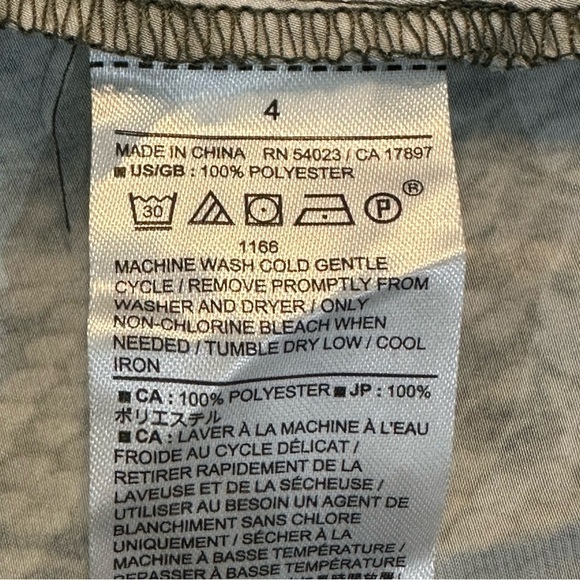 4
MADE IN CHINA RN 54023 / CA 17897
US/GB : 100% POLYESTER
30 P ®
1166
MACHINE WASH COLD GENTLE
CYCLE / REMOVE PROMPTLY FROM
WASHER AND DRYER / ONLY
NON-CHLORINE BLEACH WHEN
NEEDED / TUMBLE DRY LOW / COOL
IRON
CA : 100% POLYESTER JP : 100%
ポリエステル
CA : LAVER À LA MACHINE À L'EAU
FROIDE AU CYCLE DÉLICAT /
RETIRER RAPIDEMENT DE LA
LAVEUSE ET DE LA SÉCHEUSE /
UTILISER AU BESOIN UN AGENT DE
BLANCHIMENT SANS CHLORE
UNIQUEMENT / SÉCHER À LA
MACHINE À BASSE TEMPÉRATURE /
REPASSER À BASSE TEMPÉRATURE